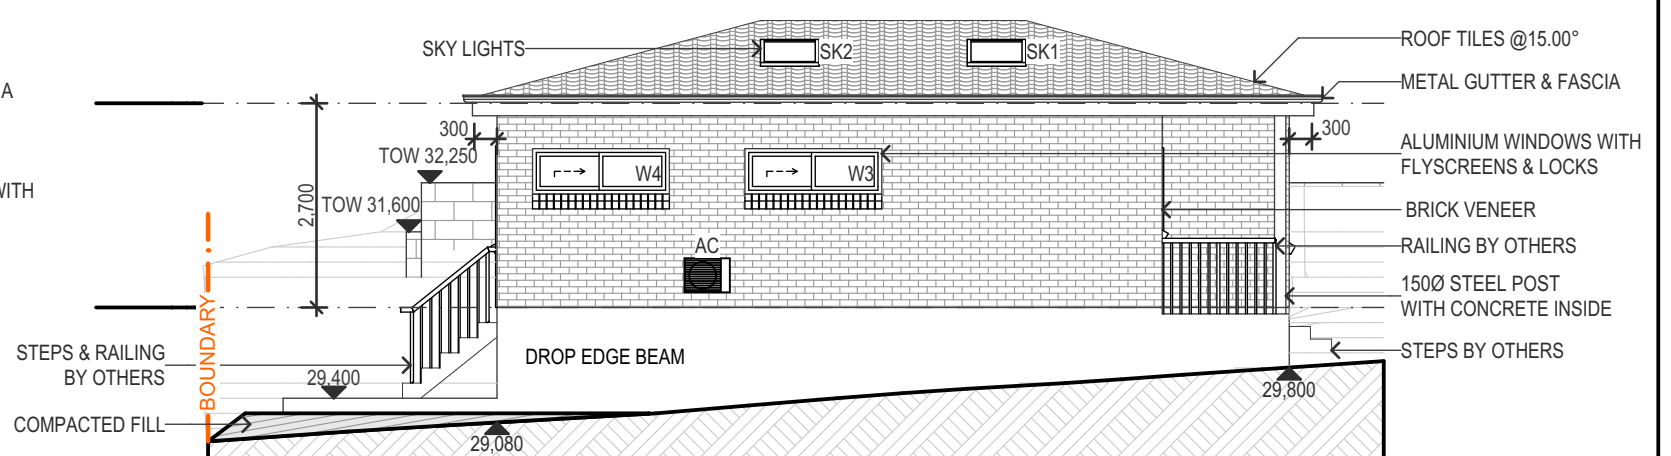 SKY LIGHTS
SK2
SK1
ROOF TILES @15.00°
METAL GUTTER & FASCIA
A
300
300
TOW 32,250
ALUMINIUM WINDOWS WITH
FLYSCREENS & LOCKS
W4
W3
WITH
2,700
TOW 31,600
BRICK VENEER
AC
RAILING BY OTHERS
150Ø STEEL POST
WITH CONCRETE INSIDE
BOUNDARY
STEPS & RAILING
BY OTHERS
DROP EDGE BEAM
STEPS BY OTHERS
29,400
29,800
COMPACTED FILL
29,080